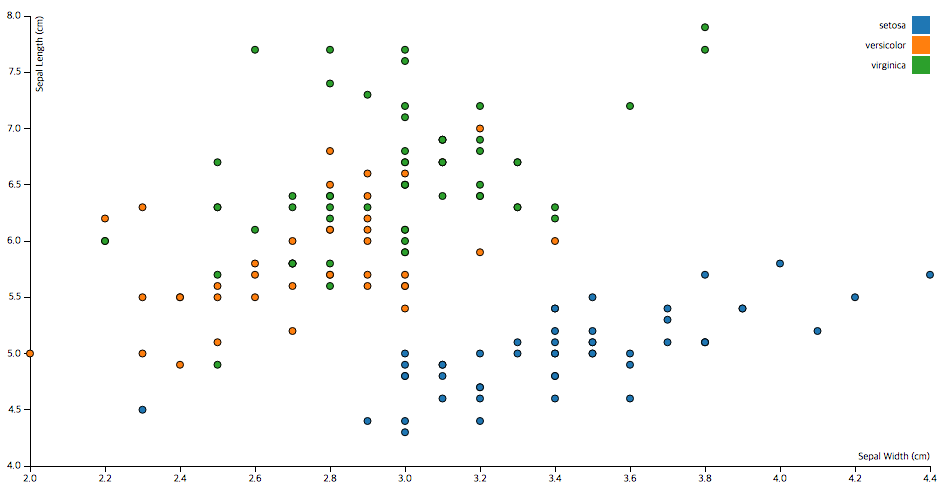 8.0
7.5
7.0
6.5
6.0
5.5
5.0
4.5
4.0
Sepal Length (cm)
setosa
versicolor
virginica
Sepal Width (cm)
2.0 2.2 2.4 2.6 2.8 3.0 3.2 3.4 3.6 3.8 4.0 4.2 4.4